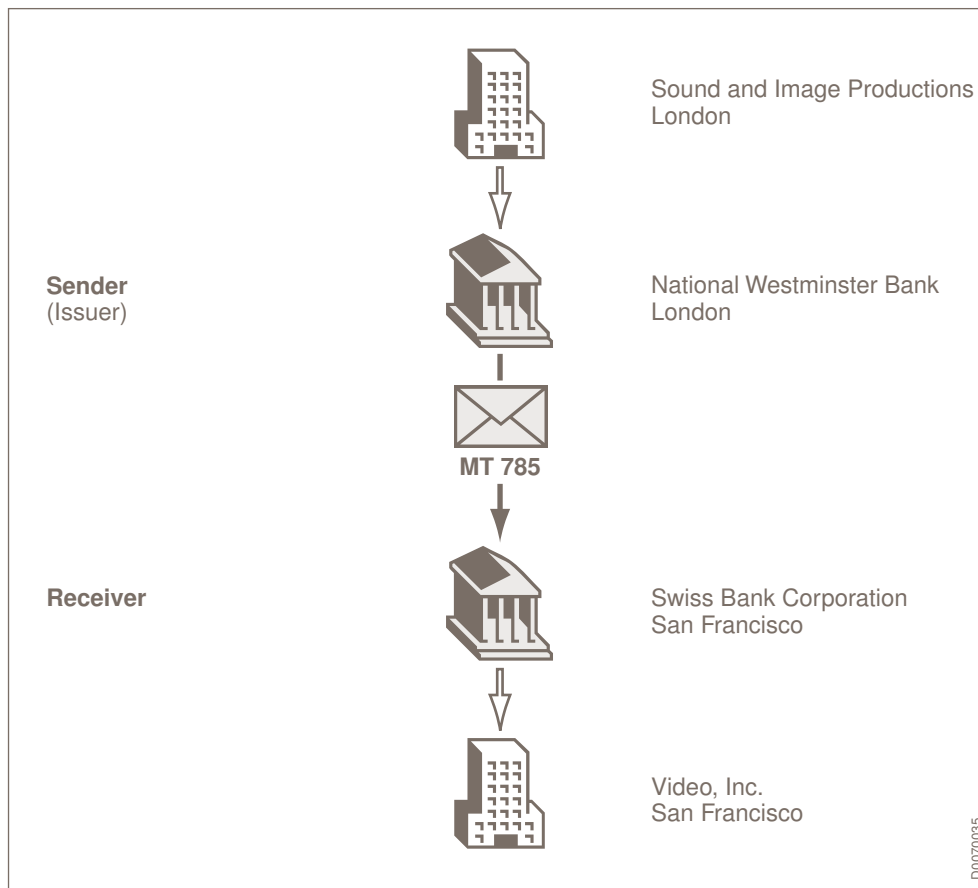 Sound and Image Productions
London
Sender
(Issuer)
National Westminster Bank
London
MT 785
Receiver
Swiss Bank Corporation
San Francisco
Video, Inc.
San Francisco
D0070035